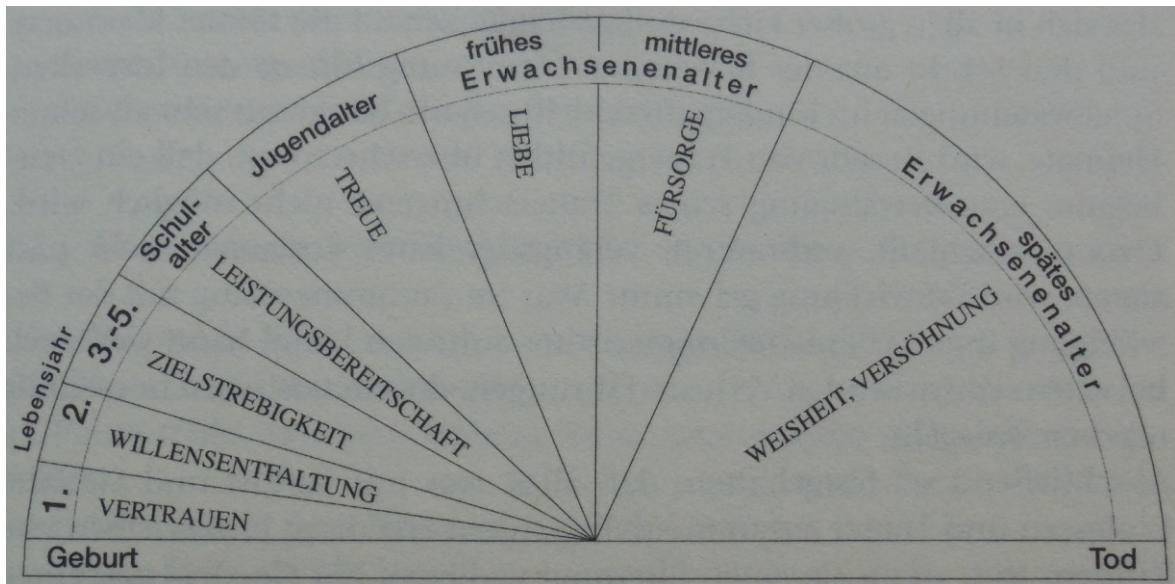 frühes
mittleres
Erwachsenenalter
LIEBE
FÜRSORGE
Jugendalter
TREUE
Schul-
alter
LEISTUNGSBEREITSCHAFT
Lebensjahr
3.-5.
ZIELSTREBIGKEIT
2.
WILLENSENTFALTUNG
1.
VERTRAUEN
spätes
Erwachsenenalter
WEISHEIT, VERSÖHNUNG
Geburt
Tod